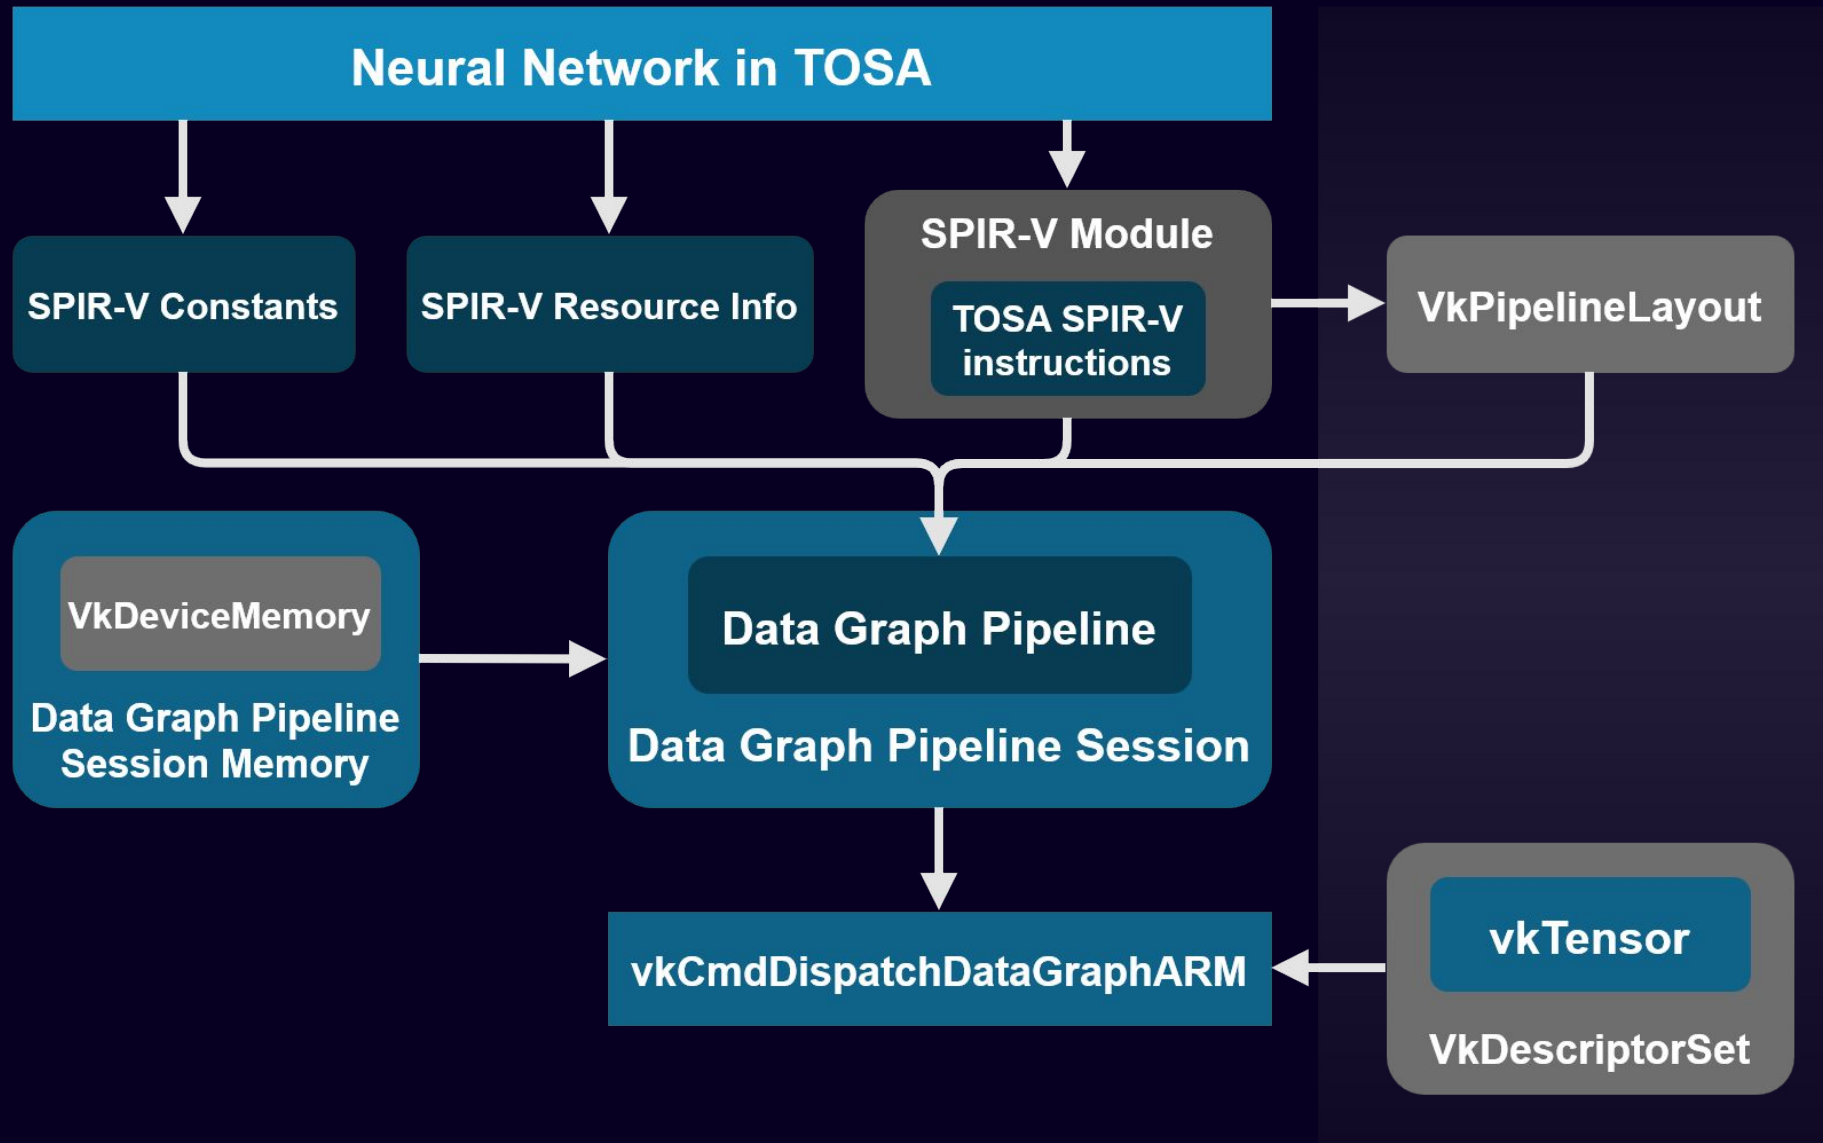 Neural Network in TOSA
SPIR-V Constants
SPIR-V Resource Info
SPIR-V Module
TOSA SPIR-V
instructions
VkPipelineLayout
VkDeviceMemory
Data Graph Pipeline
Session Memory
Data Graph Pipeline
Data Graph Pipeline Session
vkCmdDispatchDataGraphARM
vkTensor
VkDescriptorSet